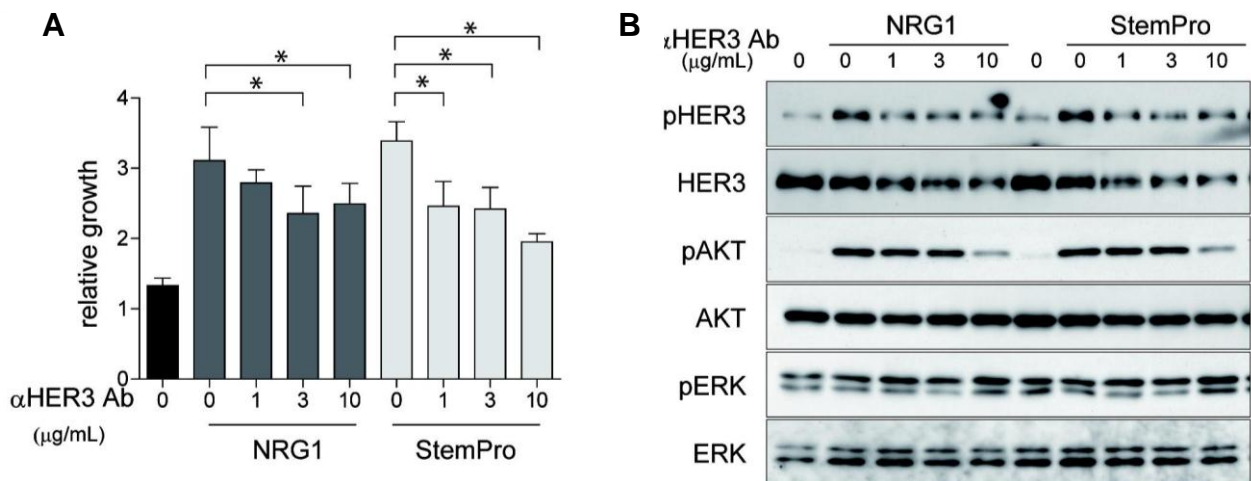 A
*
*
*
*
*
relative growth
4
3
2
1
0
αHER3 Ab 0 0 1 3 10 0 1 3 10
(μg/mL)
NRG1 StemPro
B
αHER3 Ab NRG1 StemPro
(μg/mL) 0 0 1 3 10 0 0 1 3 10
pHER3
HER3
pAKT
AKT
pERK
ERK